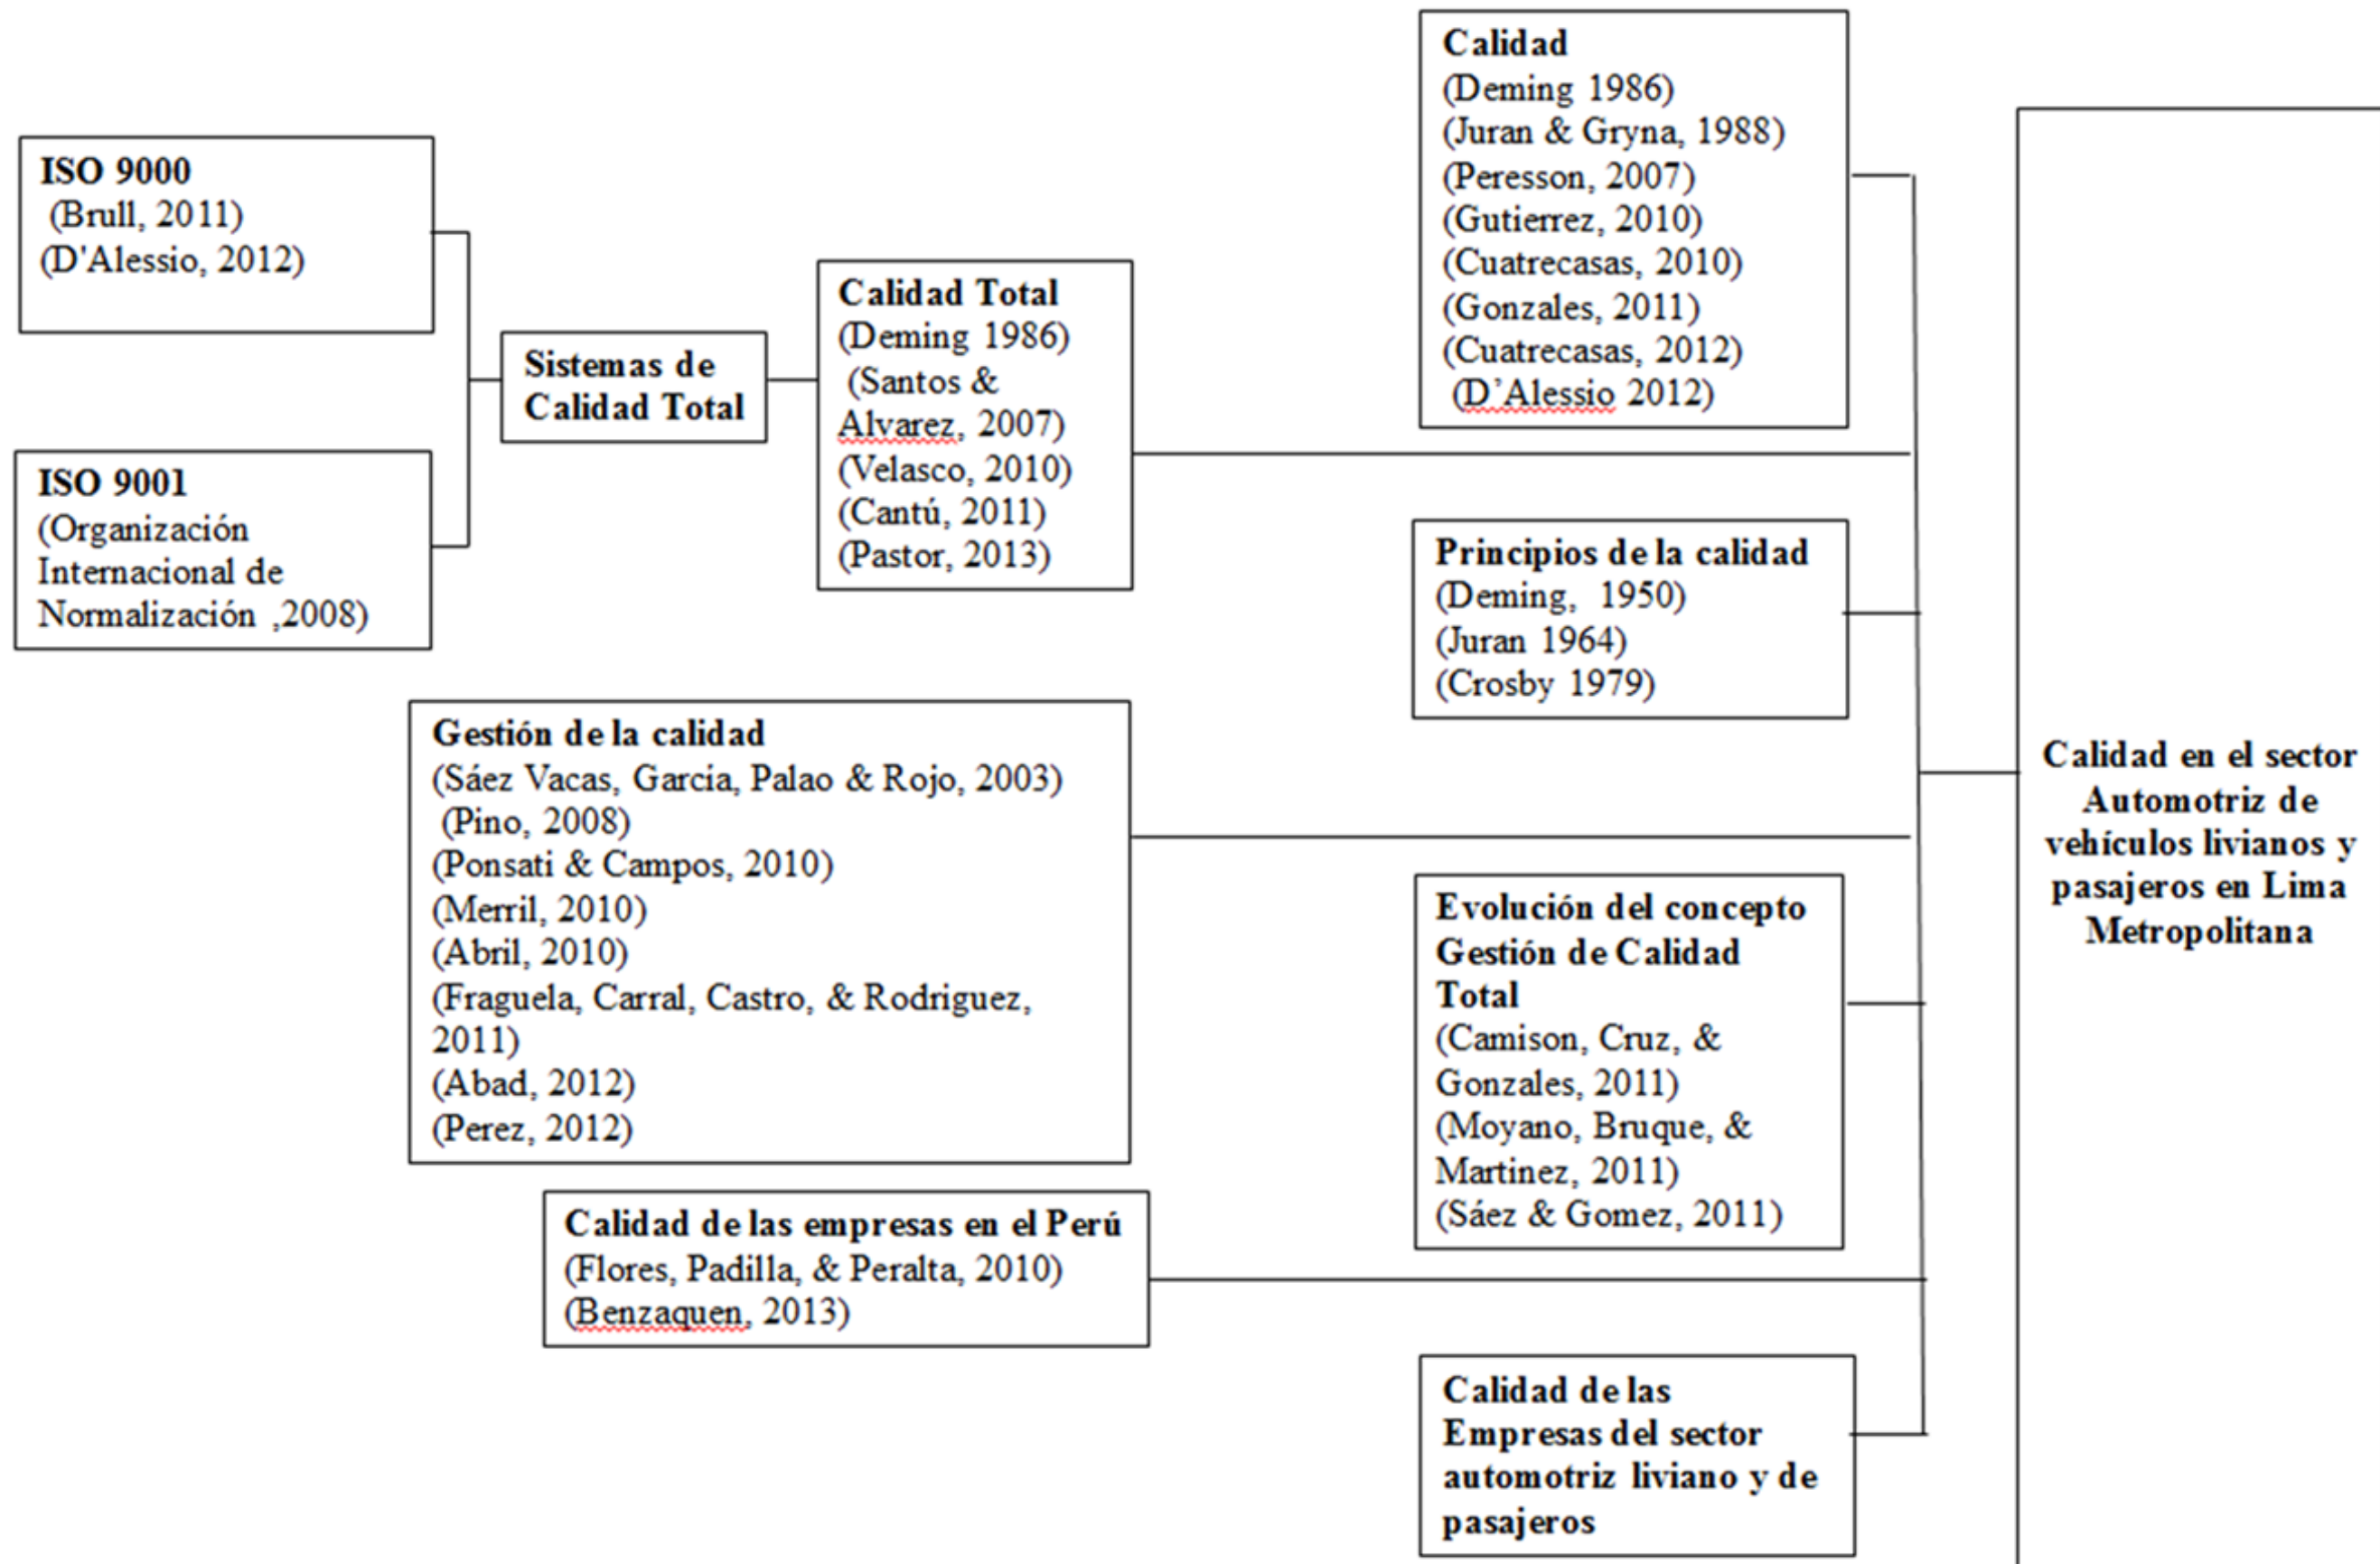 ISO 9000
(Brull, 2011)
(D'Alessio, 2012)
ISO 9001
(Organización
Internacional de
Normalización ,2008)
Sistemas de
Calidad Total
Calidad Total
(Deming 1986)
(Santos &
Alvarez, 2007)
(Velasco, 2010)
(Cantú, 2011)
(Pastor, 2013)
Gestión de la calidad
(Sáez Vacas, García, Palao & Rojo, 2003)
(Pino, 2008)
(Ponsati & Campos, 2010)
(Merril, 2010)
(Abril, 2010)
(Fraguela, Carral, Castro, & Rodriguez,
2011)
(Abad, 2012)
(Perez, 2012)
Calidad de las empresas en el Perú
(Flores, Padilla, & Peralta, 2010)
(Benzaquen, 2013)
Calidad
(Deming 1986)
(Juran & Gryna, 1988)
(Peresson, 2007)
(Gutierrez, 2010)
(Cuatrecasas, 2010)
(Gonzales, 2011)
(Cuatrecasas, 2012)
(D’Alessio 2012)
Principios de la calidad
(Deming, 1950)
(Juran 1964)
(Crosby 1979)
Evolución del concepto
Gestión de Calidad
Total
(Camison, Cruz, &
Gonzales, 2011)
(Moyano, Bruque, &
Martinez, 2011)
(Sáez & Gomez, 2011)
Calidad de las
Empresas del sector
automotriz liviano y de
pasajeros
Calidad en el sector
Automotriz de
vehículos livianos y
pasajeros en Lima
Metropolitana